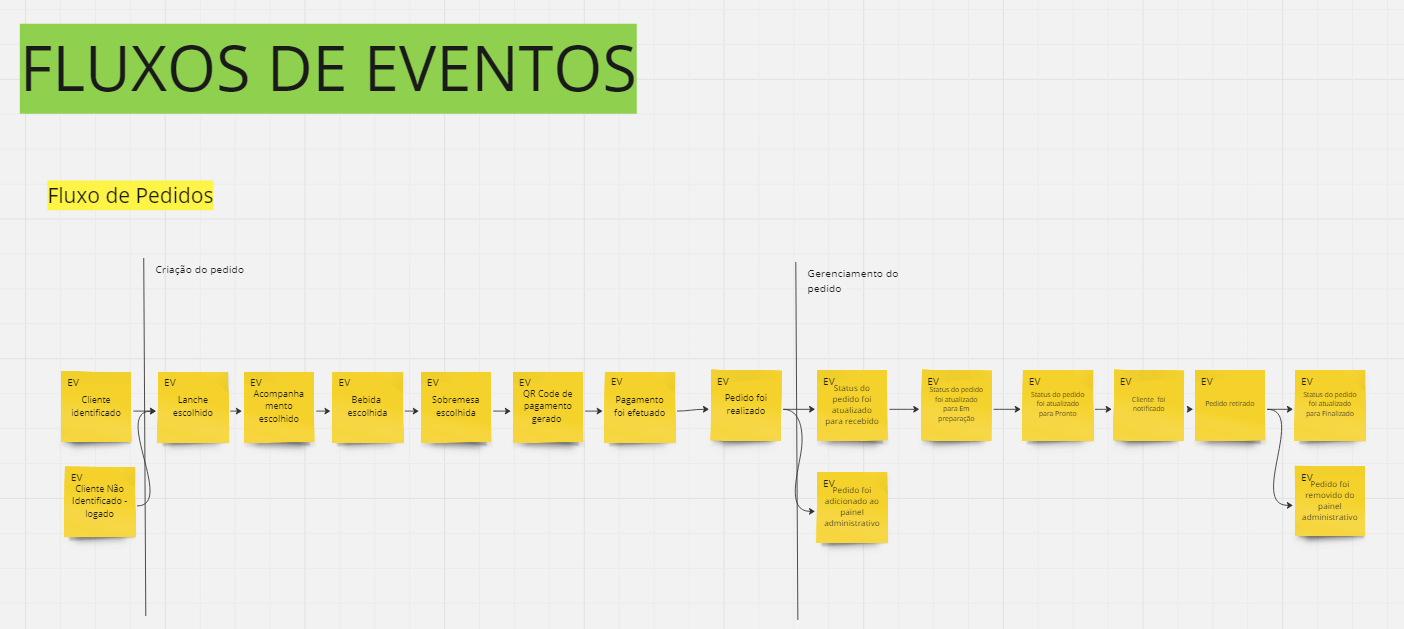 FLUXOS DE EVENTOS
Fluxo de Pedidos
Criação do pedido
Gerenciamento do
pedido
EV
Cliente
identificado
EV
Lanche
escolhido
EV
Acompanha
mento
escolhido
EV
Bebida
escolhida
EV
Sobremesa
escolhida
EV
QR Code de
pagamento
gerado
EV
Pagamento
foi efetuado
EV
Pedido foi
realizado
EV
Status do
pedido foi
atualizado
para recebido
EV
Status do pedido
foi atualizado
para Em
preparação
EV
Status do pedido
foi atualizado
para Pronto
EV
Cliente foi
notificado
EV
Pedido retirado
EV
Status do pedido
foi atualizado
para Finalizado
EV
Cliente Não
Identificado -
logado
EV
Pedido foi
adicionado ao
painel
administrativo
EV
Pedido foi
removido do
painel
administrativo